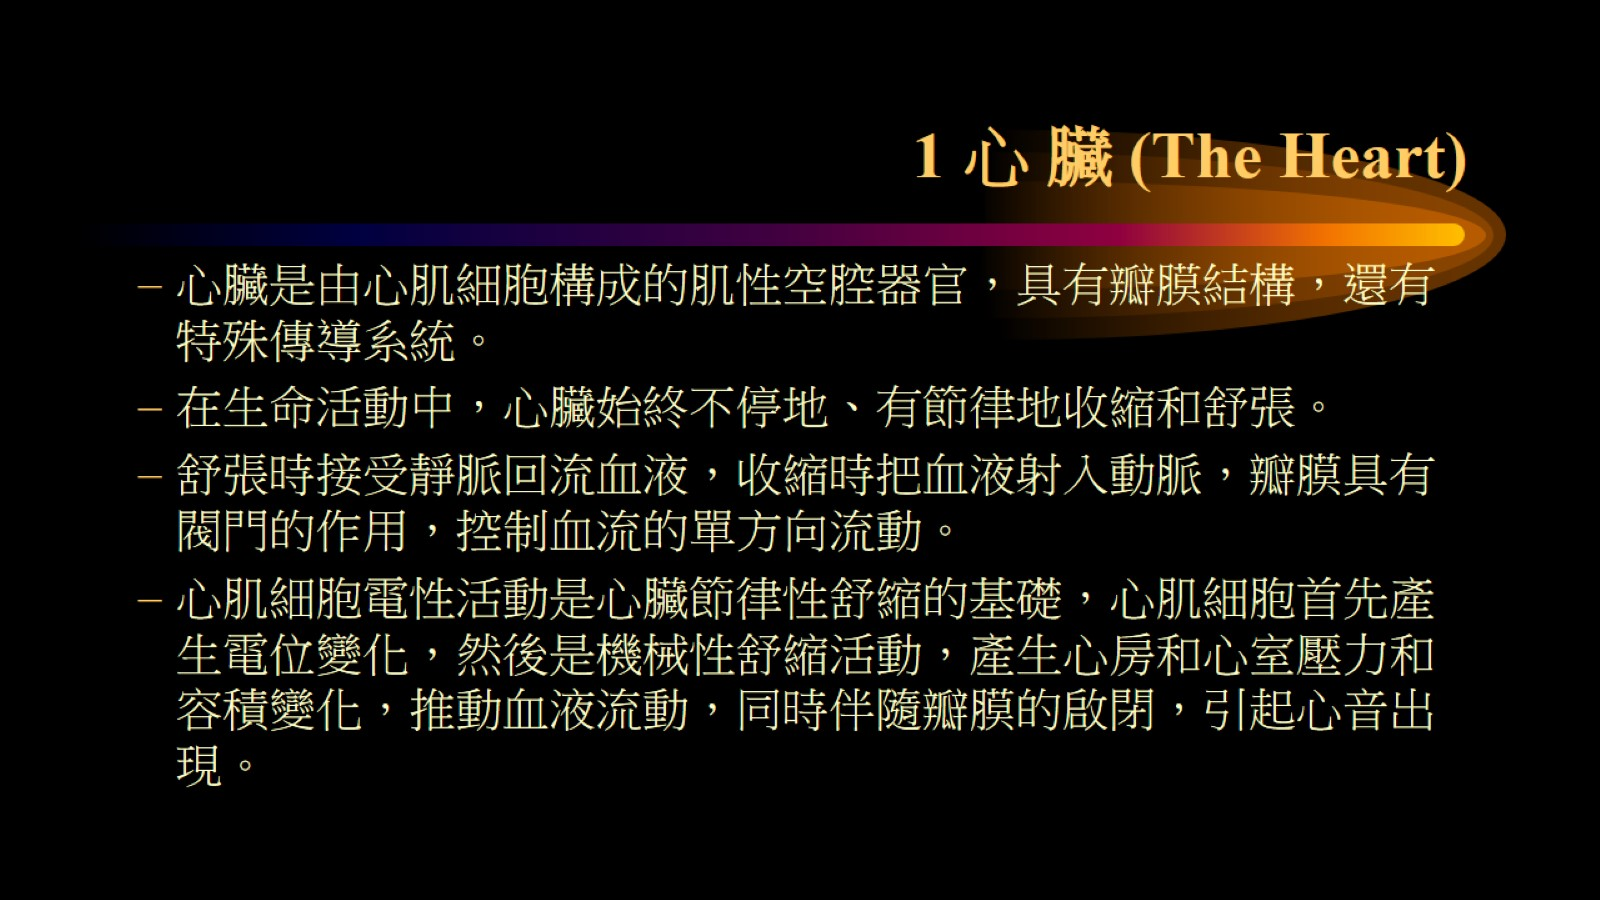 1 心 臟 (The Heart)
– 心臟是由心肌細胞構成的肌性空腔器官，具有瓣膜結構，還有
特殊傳導系統。
– 在生命活動中，心臟始終不停地、有節律地收縮和舒張。
– 舒張時接受靜脈回流血液，收縮時把血液射入動脈，瓣膜具有
閥門的作用，控制血流的單方向流動。
– 心肌細胞電性活動是心臟節律性舒縮的基礎，心肌細胞首先產
生電位變化，然後是機械性舒縮活動，產生心房和心室壓力和
容積變化，推動血液流動，同時伴隨瓣膜的啟閉，引起心音出
現。